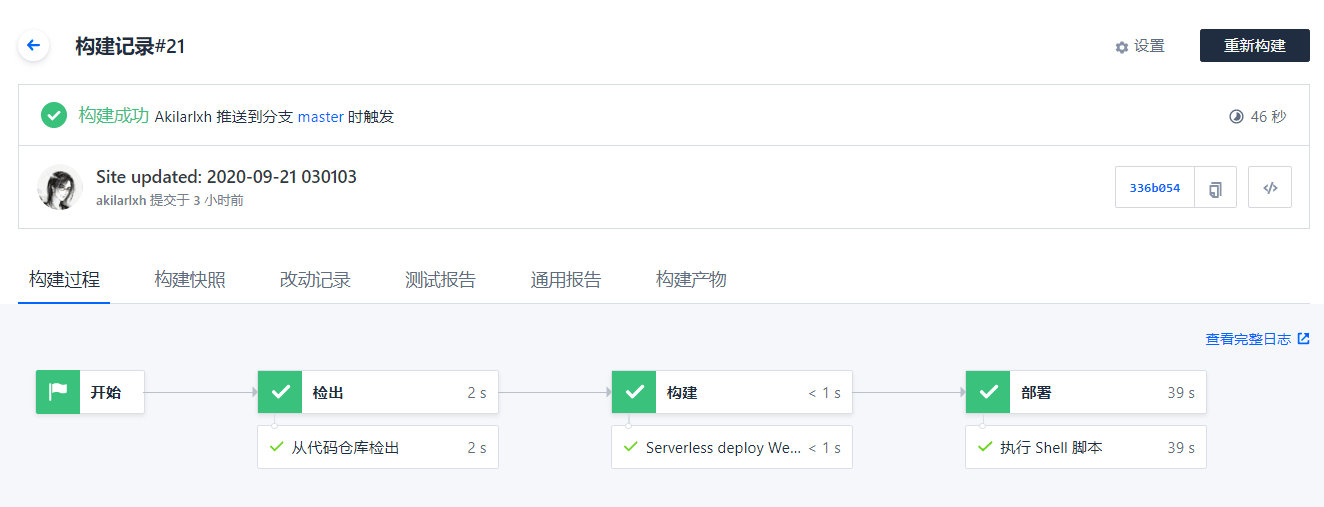 构建记录#21
设置
重新构建
构建成功 Akilarlxh 推送到分支 master 时触发
46 秒
Site updated: 2020-09-21 030103
akilarlxh 提交于 3 小时前
336b054
构建过程 构建快照 改动记录 测试报告 通用报告 构建产物
查看完整日志
开始
检出 2 s
构建 < 1 s
部署 39 s
从代码仓库检出 2 s
Serverless deploy We... < 1 s
执行 Shell 脚本 39 s